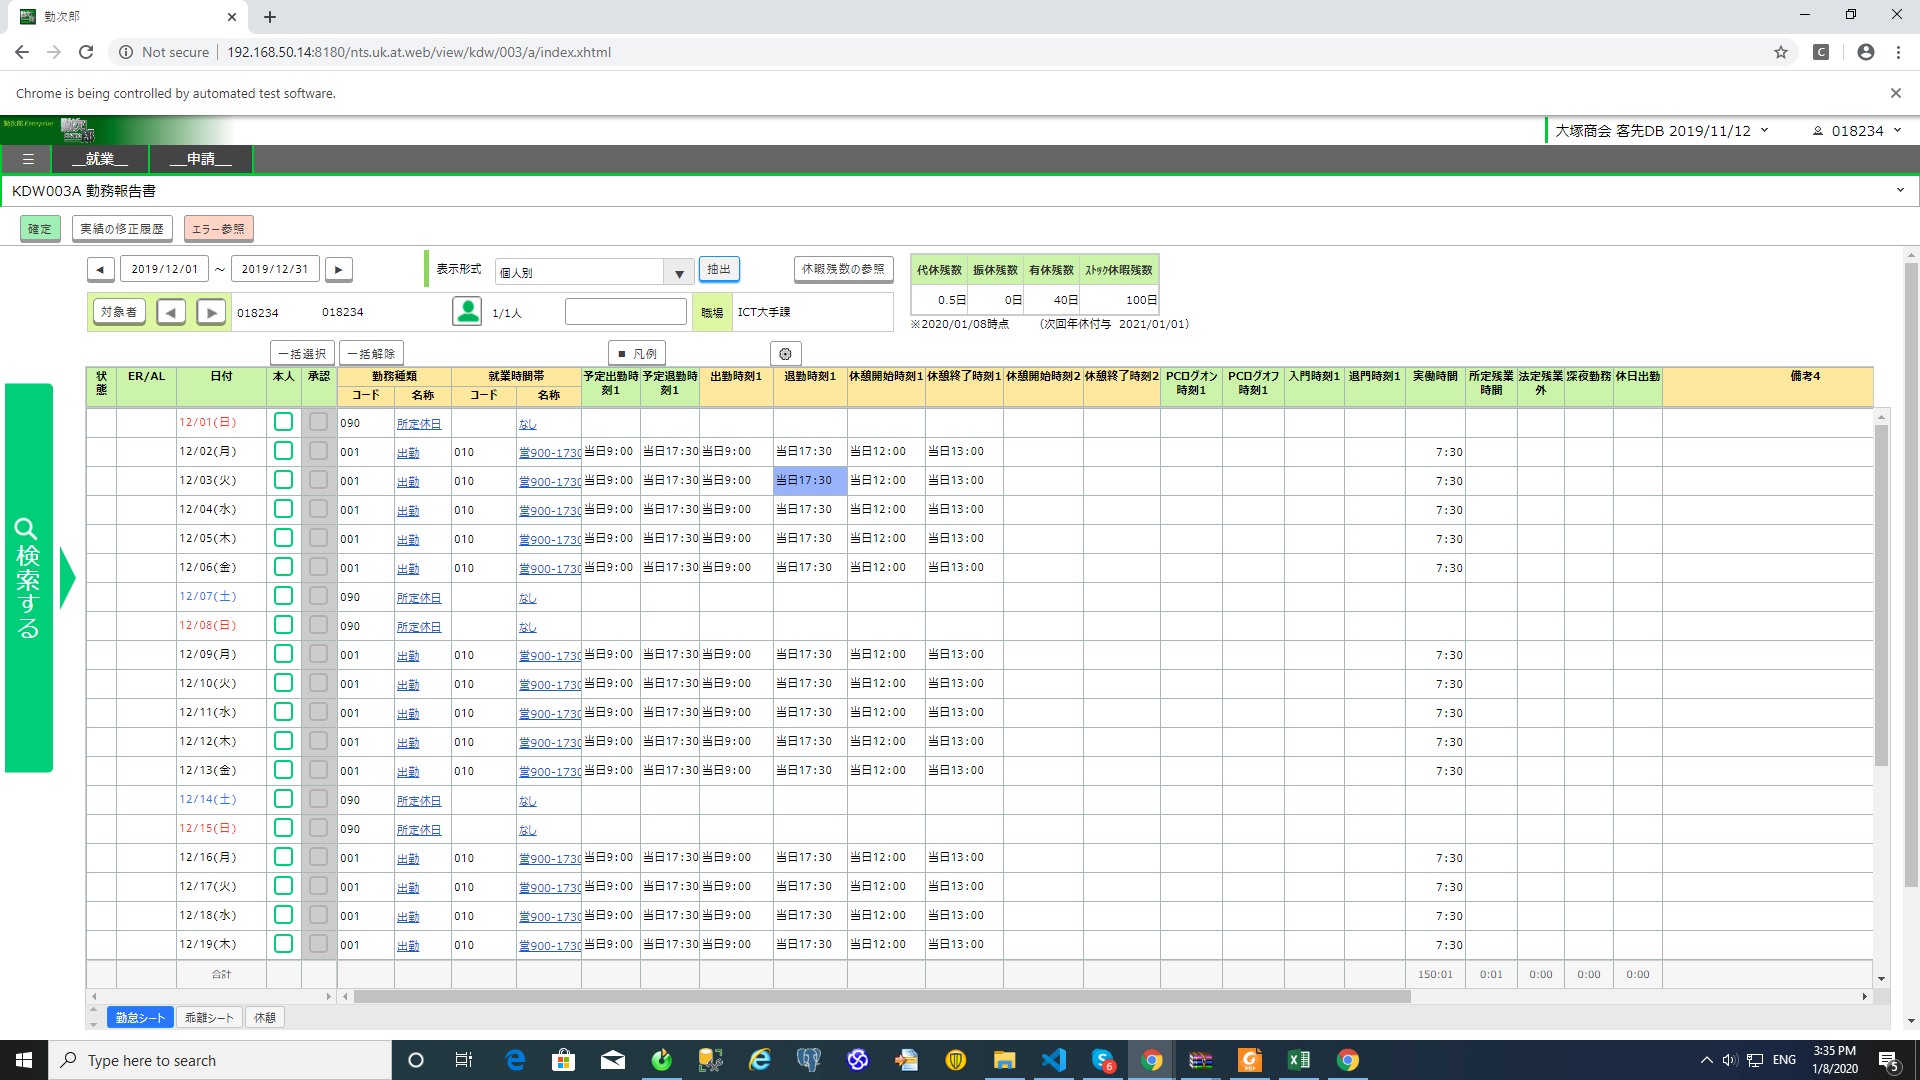 勤次郎
Not secure
192.168.50.14:8180/nts.uk.at.web/view/kdw/003/a/index.xhtml
C
Chrome is being controlled by automated test software.
勤次郎 Enterprise
大塚商会 客先DB 2019/11/12
018234
__就業__ __申請__
KDW003A 勤務報告書
確定 実績の修正履歴 エラー参照
◀ 2019/12/01 ～ 2019/12/31 ▶ 表示形式 個人別 ▼ 抽出 休暇残数の参照
代休残数 振休残数 有休残数 ｽﾄｯｸ休暇残数
0.5日 0日 40日 100日
対象者 ◀ ▶ 018234 018234 1/1人 職場 ICT大手課
※2020/01/08時点 （次回年休付与 2021/01/01）
一括選択 一括解除 ■ 凡例
状態 ER/AL 日付 本人 承認 勤務種類 就業時間帯 予定出勤時刻1 予定退勤時刻1 出勤時刻1 退勤時刻1 休憩開始時刻1 休憩終了時刻1 休憩開始時刻2 休憩終了時刻2 PCログオン時刻1 PCログオフ時刻1 入門時刻1 退門時刻1 実働時間 所定残業時間 法定残業外 深夜勤務 休日出勤 備考4
コード 名称 コード 名称
12/01(日) 090 所定休日 なし
12/02(月) 001 出勤 010 営900-1730 当日9:00 当日17:30 当日9:00 当日17:30 当日12:00 当日13:00 7:30
12/03(火) 001 出勤 010 営900-1730 当日9:00 当日17:30 当日9:00 当日17:30 当日12:00 当日13:00 7:30
12/04(水) 001 出勤 010 営900-1730 当日9:00 当日17:30 当日9:00 当日17:30 当日12:00 当日13:00 7:30
12/05(木) 001 出勤 010 営900-1730 当日9:00 当日17:30 当日9:00 当日17:30 当日12:00 当日13:00 7:30
12/06(金) 001 出勤 010 営900-1730 当日9:00 当日17:30 当日9:00 当日17:30 当日12:00 当日13:00 7:30
12/07(土) 090 所定休日 なし
12/08(日) 090 所定休日 なし
12/09(月) 001 出勤 010 営900-1730 当日9:00 当日17:30 当日9:00 当日17:30 当日12:00 当日13:00 7:30
12/10(火) 001 出勤 010 営900-1730 当日9:00 当日17:30 当日9:00 当日17:30 当日12:00 当日13:00 7:30
12/11(水) 001 出勤 010 営900-1730 当日9:00 当日17:30 当日9:00 当日17:30 当日12:00 当日13:00 7:30
12/12(木) 001 出勤 010 営900-1730 当日9:00 当日17:30 当日9:00 当日17:30 当日12:00 当日13:00 7:30
12/13(金) 001 出勤 010 営900-1730 当日9:00 当日17:30 当日9:00 当日17:30 当日12:00 当日13:00 7:30
12/14(土) 090 所定休日 なし
12/15(日) 090 所定休日 なし
12/16(月) 001 出勤 010 営900-1730 当日9:00 当日17:30 当日9:00 当日17:30 当日12:00 当日13:00 7:30
12/17(火) 001 出勤 010 営900-1730 当日9:00 当日17:30 当日9:00 当日17:30 当日12:00 当日13:00 7:30
12/18(水) 001 出勤 010 営900-1730 当日9:00 当日17:30 当日9:00 当日17:30 当日12:00 当日13:00 7:30
12/19(木) 001 出勤 010 営900-1730 当日9:00 当日17:30 当日9:00 当日17:30 当日12:00 当日13:00 7:30
合計 150:01 0:01 0:00 0:00 0:00
検索する
勤怠シート 乖離シート 休憩
Type here to search
6
ENG
3:35 PM
1/8/2020
5